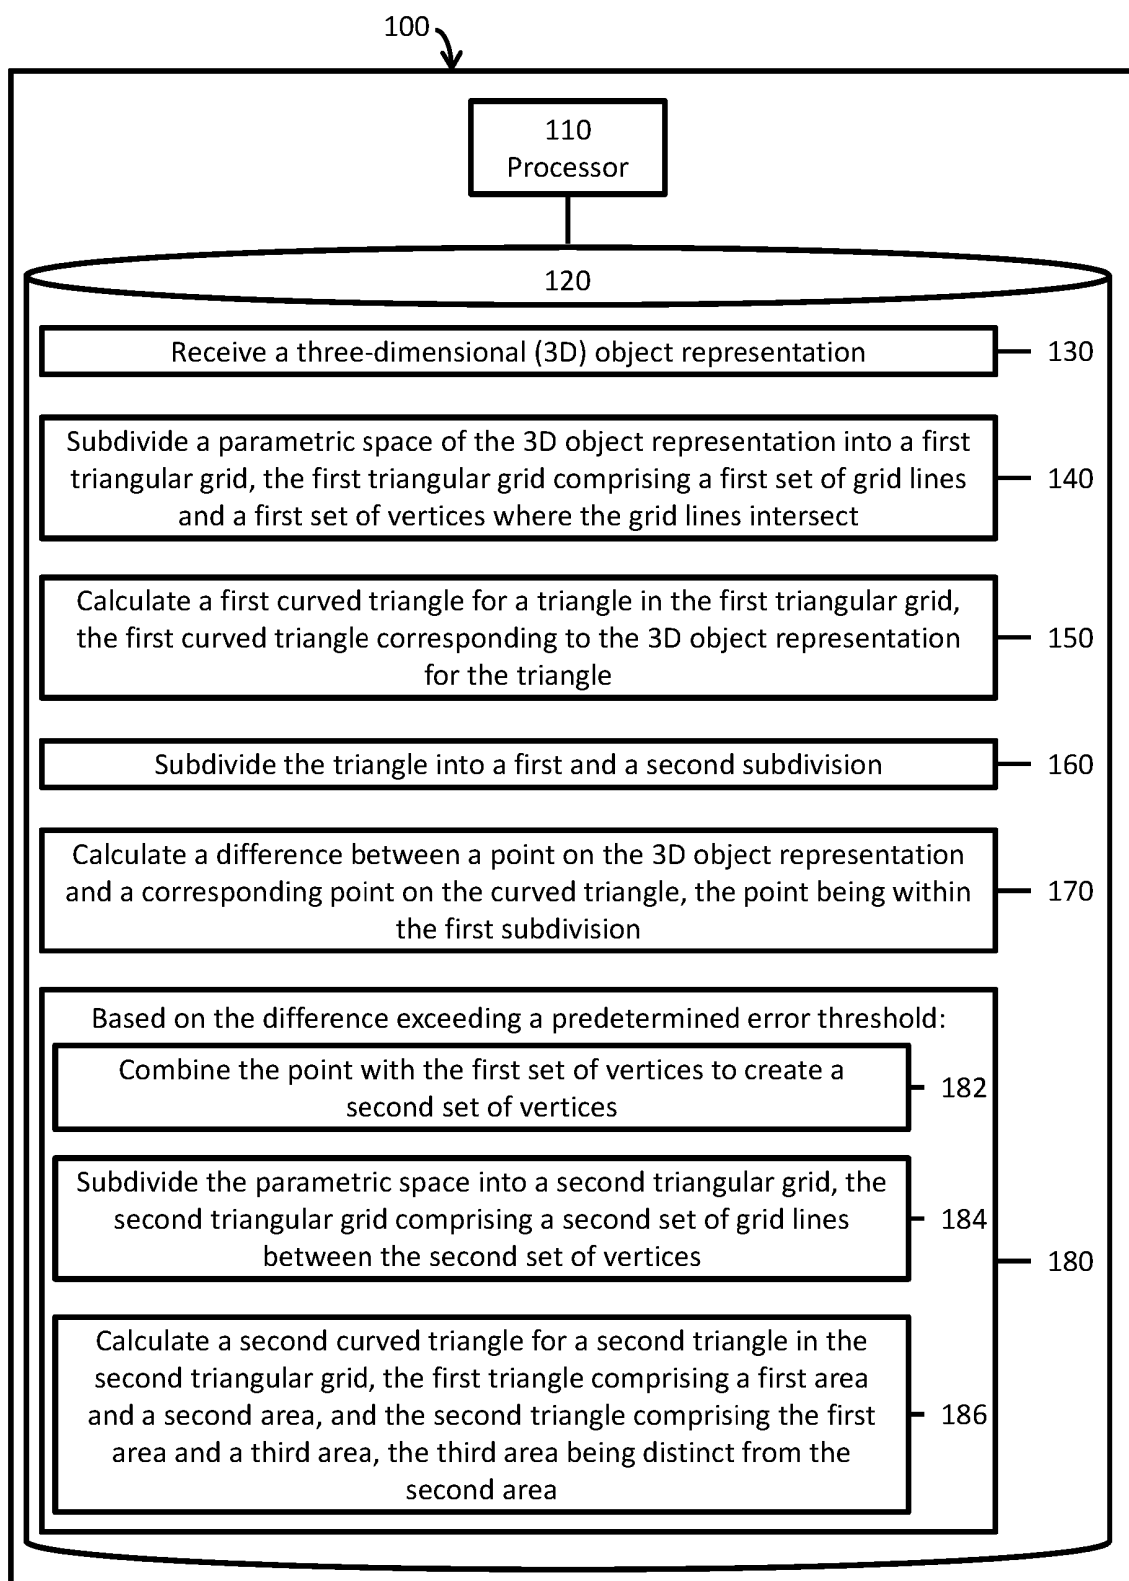 100
110
Processor
120
Receive a three-dimensional (3D) object representation
130
Subdivide a parametric space of the 3D object representation into a first
triangular grid, the first triangular grid comprising a first set of grid lines
and a first set of vertices where the grid lines intersect
140
Calculate a first curved triangle for a triangle in the first triangular grid,
the first curved triangle corresponding to the 3D object representation
for the triangle
150
Subdivide the triangle into a first and a second subdivision
160
Calculate a difference between a point on the 3D object representation
and a corresponding point on the curved triangle, the point being within
the first subdivision
170
Based on the difference exceeding a predetermined error threshold:
Combine the point with the first set of vertices to create a
second set of vertices
182
Subdivide the parametric space into a second triangular grid, the
second triangular grid comprising a second set of grid lines
between the second set of vertices
184
180
Calculate a second curved triangle for a second triangle in the
second triangular grid, the first triangle comprising a first area
and a second area, and the second triangle comprising the first
area and a third area, the third area being distinct from the
second area
186